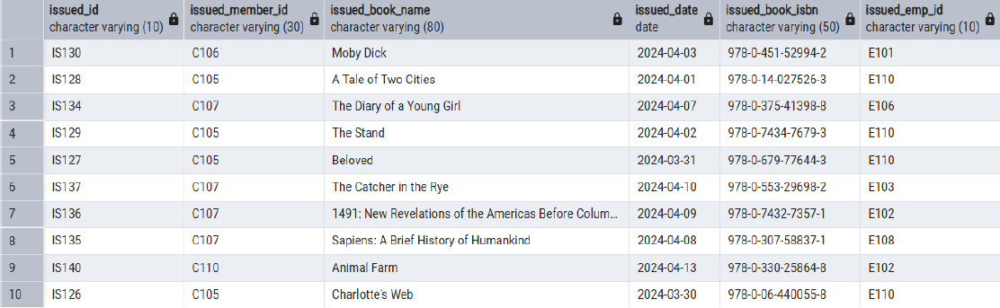 issued_id issued_member_id issued_book_name issued_date issued_book_isbn issued_emp_id
character varying (10) character varying (30) character varying (80) date character varying (50) character varying (10)
1 IS130 C106 Moby Dick 2024-04-03 978-0-451-52994-2 E101
2 IS128 C105 A Tale of Two Cities 2024-04-01 978-0-14-027526-3 E110
3 IS134 C107 The Diary of a Young Girl 2024-04-07 978-0-375-41398-8 E106
4 IS129 C105 The Stand 2024-04-02 978-0-7434-7679-3 E110
5 IS127 C105 Beloved 2024-03-31 978-0-679-77644-3 E110
6 IS137 C107 The Catcher in the Rye 2024-04-10 978-0-553-29698-2 E103
7 IS136 C107 1491: New Revelations of the Americas Before Colum... 2024-04-09 978-0-7432-7357-1 E102
8 IS135 C107 Sapiens: A Brief History of Humankind 2024-04-08 978-0-307-58837-1 E108
9 IS140 C110 Animal Farm 2024-04-13 978-0-330-25864-8 E102
10 IS126 C105 Charlotte's Web 2024-03-30 978-0-06-440055-8 E110